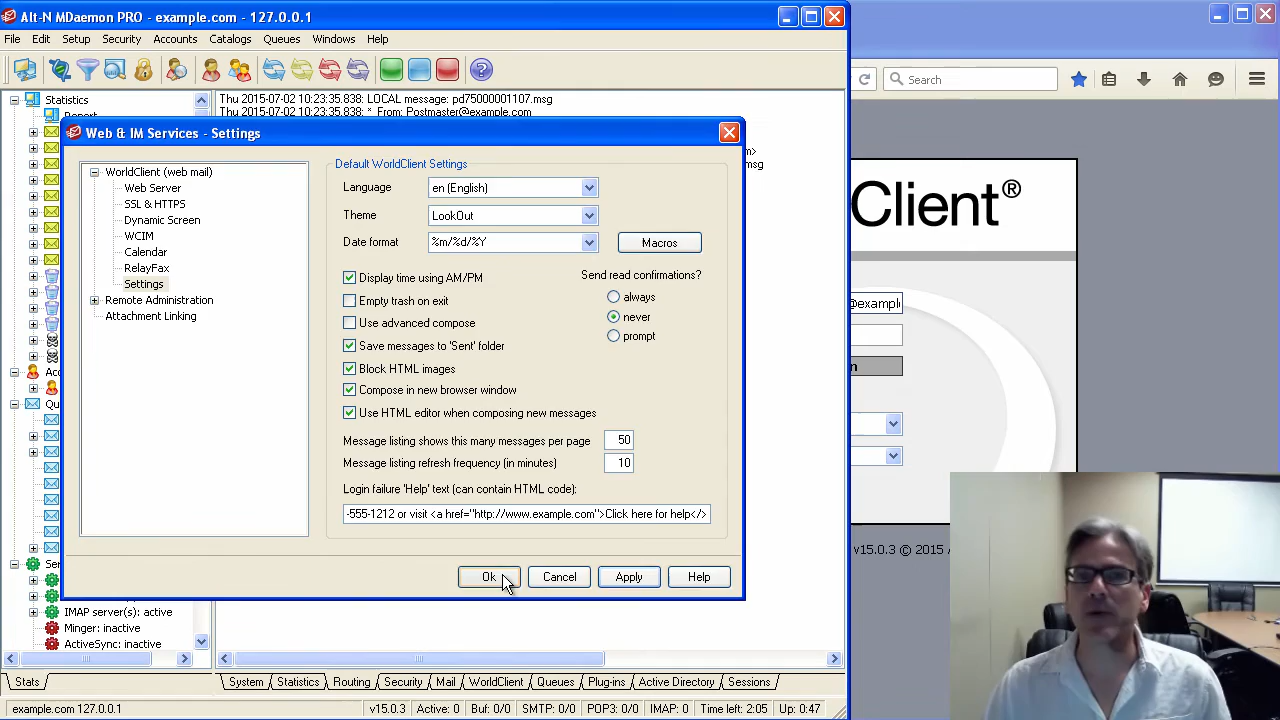 Alt-N MDaemon PRO - example.com - 127.0.0.1
File Edit Setup Security Accounts Catalogs Queues Windows Help
Search
Statistics
Thu 2015-07-02 10:23:35.838: LOCAL message: pd75000001107.msg
Thu 2015-07-02 10:23:35.838: * From: Postmaster@example.com
Web & IM Services - Settings
WorldClient (web mail)
Web Server
SSL & HTTPS
Dynamic Screen
WCIM
Calendar
RelayFax
Settings
Remote Administration
Attachment Linking
Default WorldClient Settings
Language en (English)
Theme LookOut
Date format %m/%d/%Y Macros
Display time using AM/PM
Empty trash on exit
Use advanced compose
Save messages to 'Sent' folder
Block HTML images
Compose in new browser window
Use HTML editor when composing new messages
Send read confirmations?
always
never
prompt
Message listing shows this many messages per page 50
Message listing refresh frequency (in minutes) 10
Login failure 'Help' text (can contain HTML code):
-555-1212 or visit <a href="http://www.example.com">Click here for help</>
Ok Cancel Apply Help
Client®
@exampl
v15.0.3 © 2015
IMAP server(s): active
Minger: inactive
ActiveSync: inactive
Stats
System Statistics Routing Security Mail WorldClient Queues Plug-ins Active Directory Sessions
example.com 127.0.0.1 v15.0.3 Active: 0 Buf: 0/0 SMTP: 0/0 POP3: 0/0 IMAP: 0 Time left: 2:05 Up: 0:47